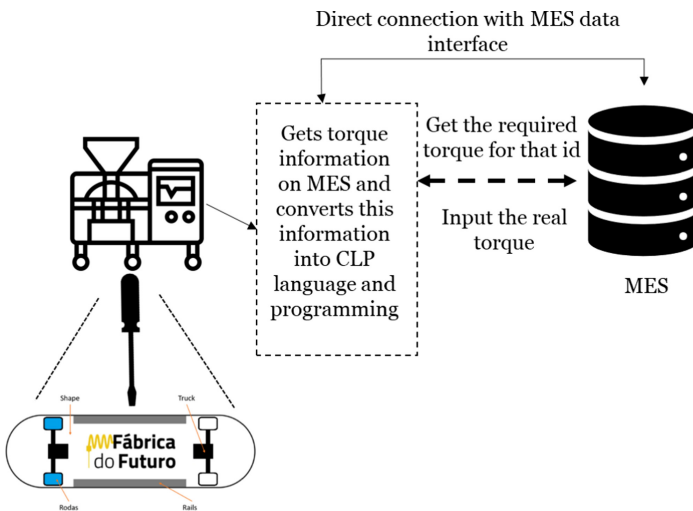 Direct connection with MES data
interface
Gets torque
information
on MES and
converts this
information
into CLP
language and
programming
Get the required
torque for that id
Input the real
torque
MES
Shape
Truck
Fábrica
do Futuro
Rodas
Rails